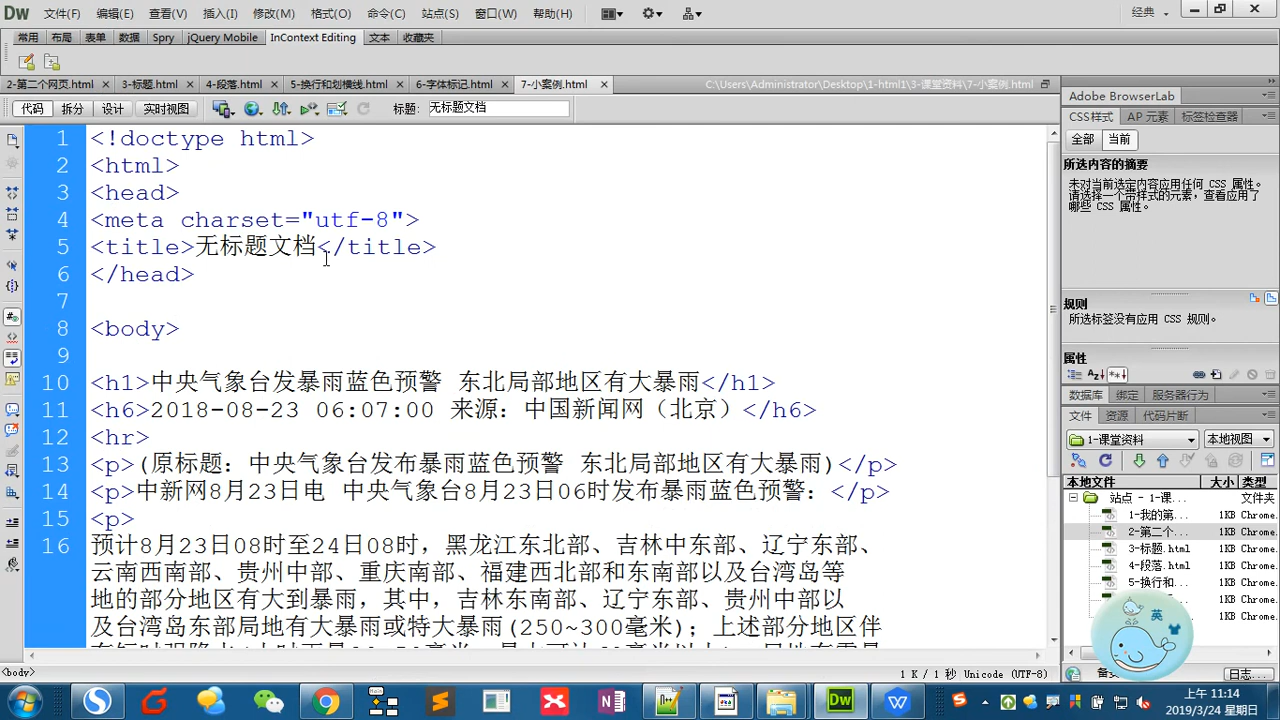 Dw 文件(F) 编辑(E) 查看(V) 插入(I) 修改(M) 格式(O) 命令(C) 站点(S) 窗口(W) 帮助(H) 经典
常用 布局 表单 数据 Spry jQuery Mobile InContext Editing 文本 收藏夹
2-第二个网页.html 3-标题.html 4-段落.html 5-换行和划横线.html 6-字体标记.html 7-小案例.html C:\Users\Administrator\Desktop\1-html1\3-课堂资料\7-小案例.html
代码 拆分 设计 实时视图 标题: 无标题文档
1 <!doctype html>
2 <html>
3 <head>
4 <meta charset="utf-8">
5 <title>无标题文档</title>
6 </head>
7
8 <body>
9
10 <h1>中央气象台发暴雨蓝色预警 东北局部地区有大暴雨</h1>
11 <h6>2018-08-23 06:07:00 来源: 中国新闻网（北京）</h6>
12 <hr>
13 <p>(原标题: 中央气象台发布暴雨蓝色预警 东北局部地区有大暴雨)</p>
14 <p>中新网8月23日电 中央气象台8月23日06时发布暴雨蓝色预警: </p>
15 <p>
16 预计8月23日08时至24日08时，黑龙江东北部、吉林中东部、辽宁东部、
云南西南部、贵州中部、重庆南部、福建西北部和东南部以及台湾岛等
地的部分地区有大到暴雨，其中，吉林东南部、辽宁东部、贵州中部以
及台湾岛东部局地有大暴雨或特大暴雨(250~300毫米)；上述部分地区伴
<body>
1 K / 1 秒 Unicode (UTF-8)
Adobe BrowserLab
CSS样式 AP 元素 标签检查器
全部 当前
所选内容的摘要
未对当前选定内容应用任何 CSS 属性。
请选择一个带样式的元素，查看应用了
哪些 CSS 属性。
规则
所选标签没有应用 CSS 规则。
属性
数据库 绑定 服务器行为
文件 资源 代码片断
1-课堂资料 本地视图
本地文件 大小 类型
站点 - 1-课... 文件夹
1-我的第... 1KB Chrome.
2-第二个... 1KB Chrome.
3-标题.html 1KB Chrome.
4-段落.html 1KB Chrome.
5-换行和... 1KB Chrome.
1KB Chrome.
1KB Chrome.
英
日志...
上午 11:14
2019/3/24 星期日